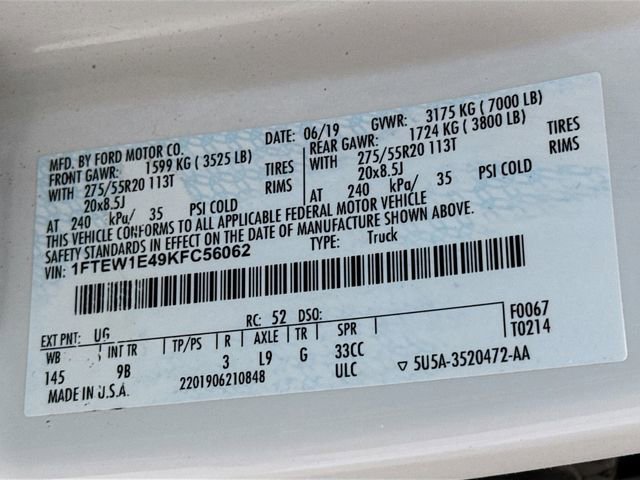 MFD. BY FORD MOTOR CO.
DATE: 06/19 GVWR: 3175 KG ( 7000 LB)
FRONT GAWR: 1599 KG ( 3525 LB) REAR GAWR: 1724 KG ( 3800 LB)
WITH 275/55R20 113T TIRES WITH 275/55R20 113T TIRES
20x8.5J RIMS 20x8.5J RIMS
AT 240 kPa/ 35 PSI COLD AT 240 kPa/ 35 PSI COLD
THIS VEHICLE CONFORMS TO ALL APPLICABLE FEDERAL MOTOR VEHICLE
SAFETY STANDARDS IN EFFECT ON THE DATE OF MANUFACTURE SHOWN ABOVE.
VIN: 1FTEW1E49KFC56062 TYPE: Truck
EXT PNT: UG RC: 52 DSO: F0067
WB INT TR TP/PS R AXLE TR SPR T0214
145 9B 3 L9 G 33CC
MADE IN U.S.A. 2201906210848 ULC ▽ 5U5A-3520472-AA